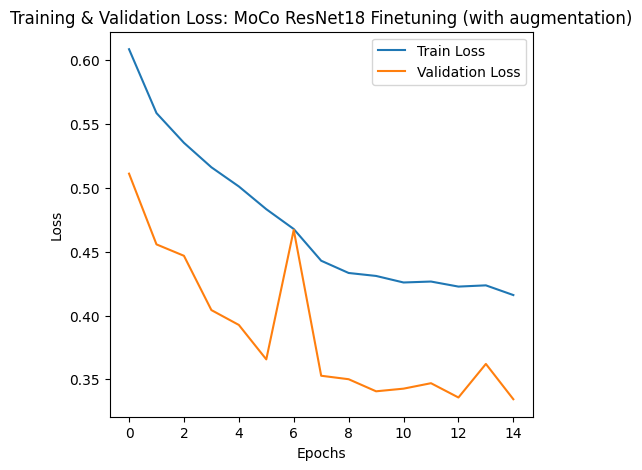 Training & Validation Loss: MoCo ResNet18 Finetuning (with augmentation)
Train Loss
Validation Loss
0.60
0.55
0.50
0.45
0.40
0.35
Loss
0 2 4 6 8 10 12 14
Epochs